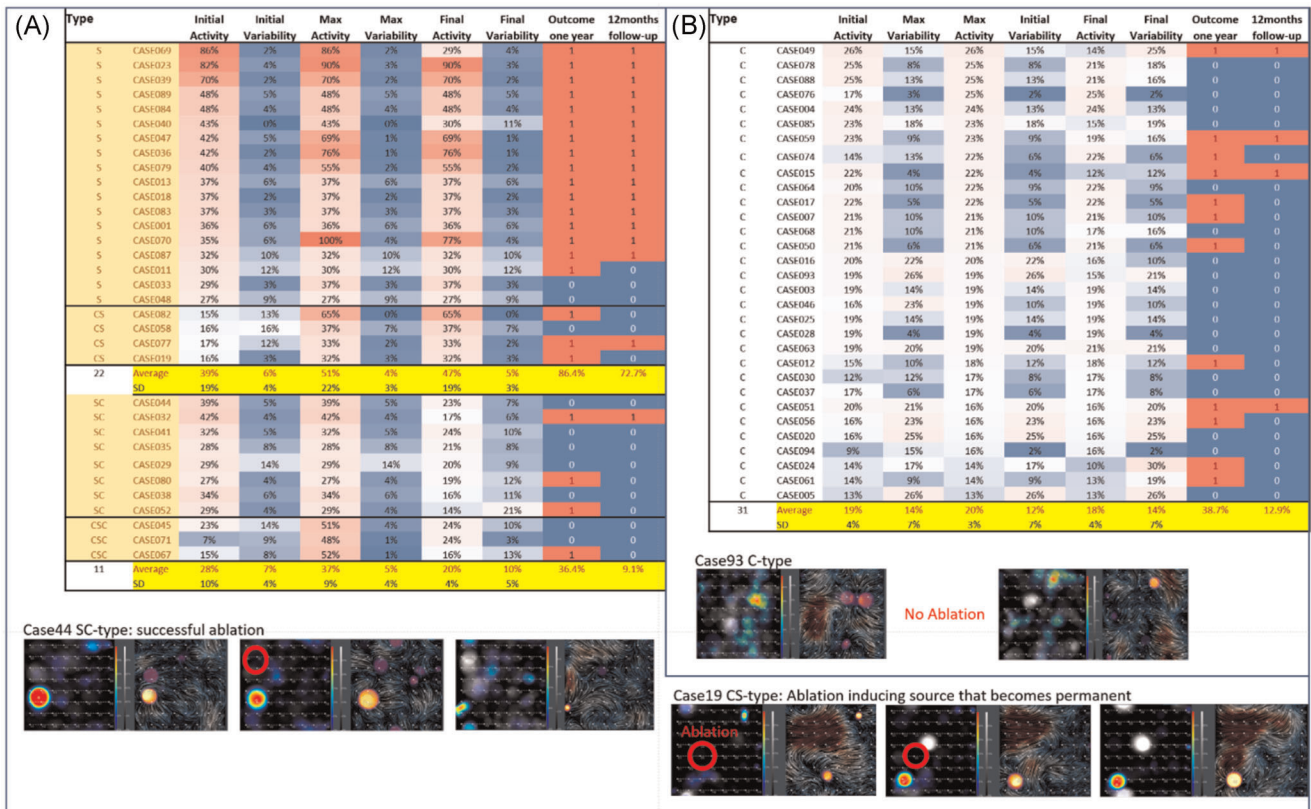 (A)
Type Initial Activity Initial Variability Max Activity Max Variability Final Activity Final Variability Outcome one year 12months follow-up
S CASE069 86% 2% 86% 2% 29% 4% 1 1
S CASE023 82% 4% 90% 3% 90% 3% 1 1
S CASE039 70% 2% 70% 2% 70% 2% 1 1
S CASE089 48% 5% 48% 5% 48% 5% 1 1
S CASE084 48% 4% 48% 4% 48% 4% 1 1
S CASE040 43% 0% 43% 0% 30% 11% 1 1
S CASE047 42% 5% 69% 1% 69% 1% 1 1
S CASE036 42% 2% 76% 1% 76% 1% 1 1
S CASE079 40% 4% 55% 2% 55% 2% 1 1
S CASE013 37% 6% 37% 6% 37% 6% 1 1
S CASE018 37% 2% 37% 2% 37% 2% 1 1
S CASE083 37% 3% 37% 3% 37% 3% 1 1
S CASE001 36% 6% 36% 6% 36% 6% 1 1
S CASE070 35% 6% 100% 4% 77% 4% 1 1
S CASE087 32% 10% 32% 10% 32% 10% 1 1
S CASE011 30% 12% 30% 12% 30% 12% 1 0
S CASE033 29% 3% 37% 3% 37% 3% 0 0
S CASE048 27% 9% 27% 9% 27% 9% 0 0
CS CASE082 15% 13% 65% 0% 65% 0% 1 0
CS CASE058 16% 16% 37% 7% 37% 7% 0 0
CS CASE077 17% 12% 33% 2% 33% 2% 1 1
CS CASE019 16% 3% 32% 3% 32% 3% 1 0
22 Average 39% 6% 51% 4% 47% 5% 86.4% 72.7%
SD 19% 4% 22% 3% 19% 3%
SC CASE044 39% 5% 39% 5% 23% 7% 0 0
SC CASE032 42% 4% 42% 4% 17% 6% 1 1
SC CASE041 32% 5% 32% 5% 24% 10% 0 0
SC CASE035 28% 8% 28% 8% 21% 8% 0 0
SC CASE029 29% 14% 29% 14% 20% 9% 0 0
SC CASE080 27% 4% 27% 4% 19% 12% 1 0
SC CASE038 34% 6% 34% 6% 16% 11% 0 0
SC CASE052 29% 4% 29% 4% 14% 21% 1 0
CSC CASE045 23% 14% 51% 4% 24% 10% 0 0
CSC CASE071 7% 9% 48% 1% 24% 3% 0 0
CSC CASE067 15% 8% 52% 1% 16% 13% 1 0
11 Average 28% 7% 37% 5% 20% 10% 36.4% 9.1%
SD 10% 4% 9% 4% 4% 5%
Case44 SC-type: successful ablation
(B)
Type Initial Activity Max Variability Max Activity Initial Variability Final Activity Final Variability Outcome one year 12months follow-up
C CASE049 26% 15% 26% 15% 14% 25% 1 1
C CASE078 25% 8% 25% 8% 21% 18% 0 0
C CASE088 25% 13% 25% 13% 21% 16% 0 0
C CASE076 17% 3% 25% 2% 25% 2% 0 0
C CASE004 24% 13% 24% 13% 24% 13% 0 0
C CASE085 23% 18% 23% 18% 15% 19% 0 0
C CASE059 23% 9% 23% 9% 19% 16% 1 1
C CASE074 14% 13% 22% 6% 22% 6% 1 0
C CASE015 22% 4% 22% 4% 12% 12% 1 1
C CASE064 20% 10% 22% 9% 22% 9% 0 0
C CASE017 22% 5% 22% 5% 22% 5% 1 0
C CASE007 21% 10% 21% 10% 21% 10% 1 0
C CASE068 21% 10% 21% 10% 17% 16% 0 0
C CASE050 21% 6% 21% 6% 21% 6% 1 0
C CASE016 20% 22% 20% 22% 16% 10% 0 0
C CASE093 19% 26% 19% 26% 15% 21% 0 0
C CASE003 19% 14% 19% 14% 19% 14% 0 0
C CASE046 16% 23% 19% 10% 19% 10% 0 0
C CASE025 19% 14% 19% 14% 19% 14% 0 0
C CASE028 19% 4% 19% 4% 19% 4% 0 0
C CASE063 19% 20% 19% 20% 21% 21% 0 0
C CASE012 15% 10% 18% 12% 18% 12% 1 0
C CASE030 12% 12% 17% 8% 17% 8% 0 0
C CASE037 17% 6% 17% 6% 17% 8% 0 0
C CASE051 20% 21% 16% 20% 16% 20% 1 1
C CASE056 16% 23% 16% 23% 16% 23% 1 0
C CASE020 16% 25% 16% 25% 16% 25% 0 0
C CASE094 9% 15% 16% 2% 16% 2% 0 0
C CASE024 14% 17% 14% 17% 10% 30% 1 0
C CASE061 14% 9% 14% 9% 13% 19% 1 0
C CASE005 13% 26% 13% 26% 13% 26% 0 0
31 Average 19% 14% 20% 12% 18% 14% 38.7% 12.9%
SD 4% 7% 3% 7% 4% 7%
Case93 C-type
No Ablation
Case19 CS-type: Ablation inducing source that becomes permanent
Ablation